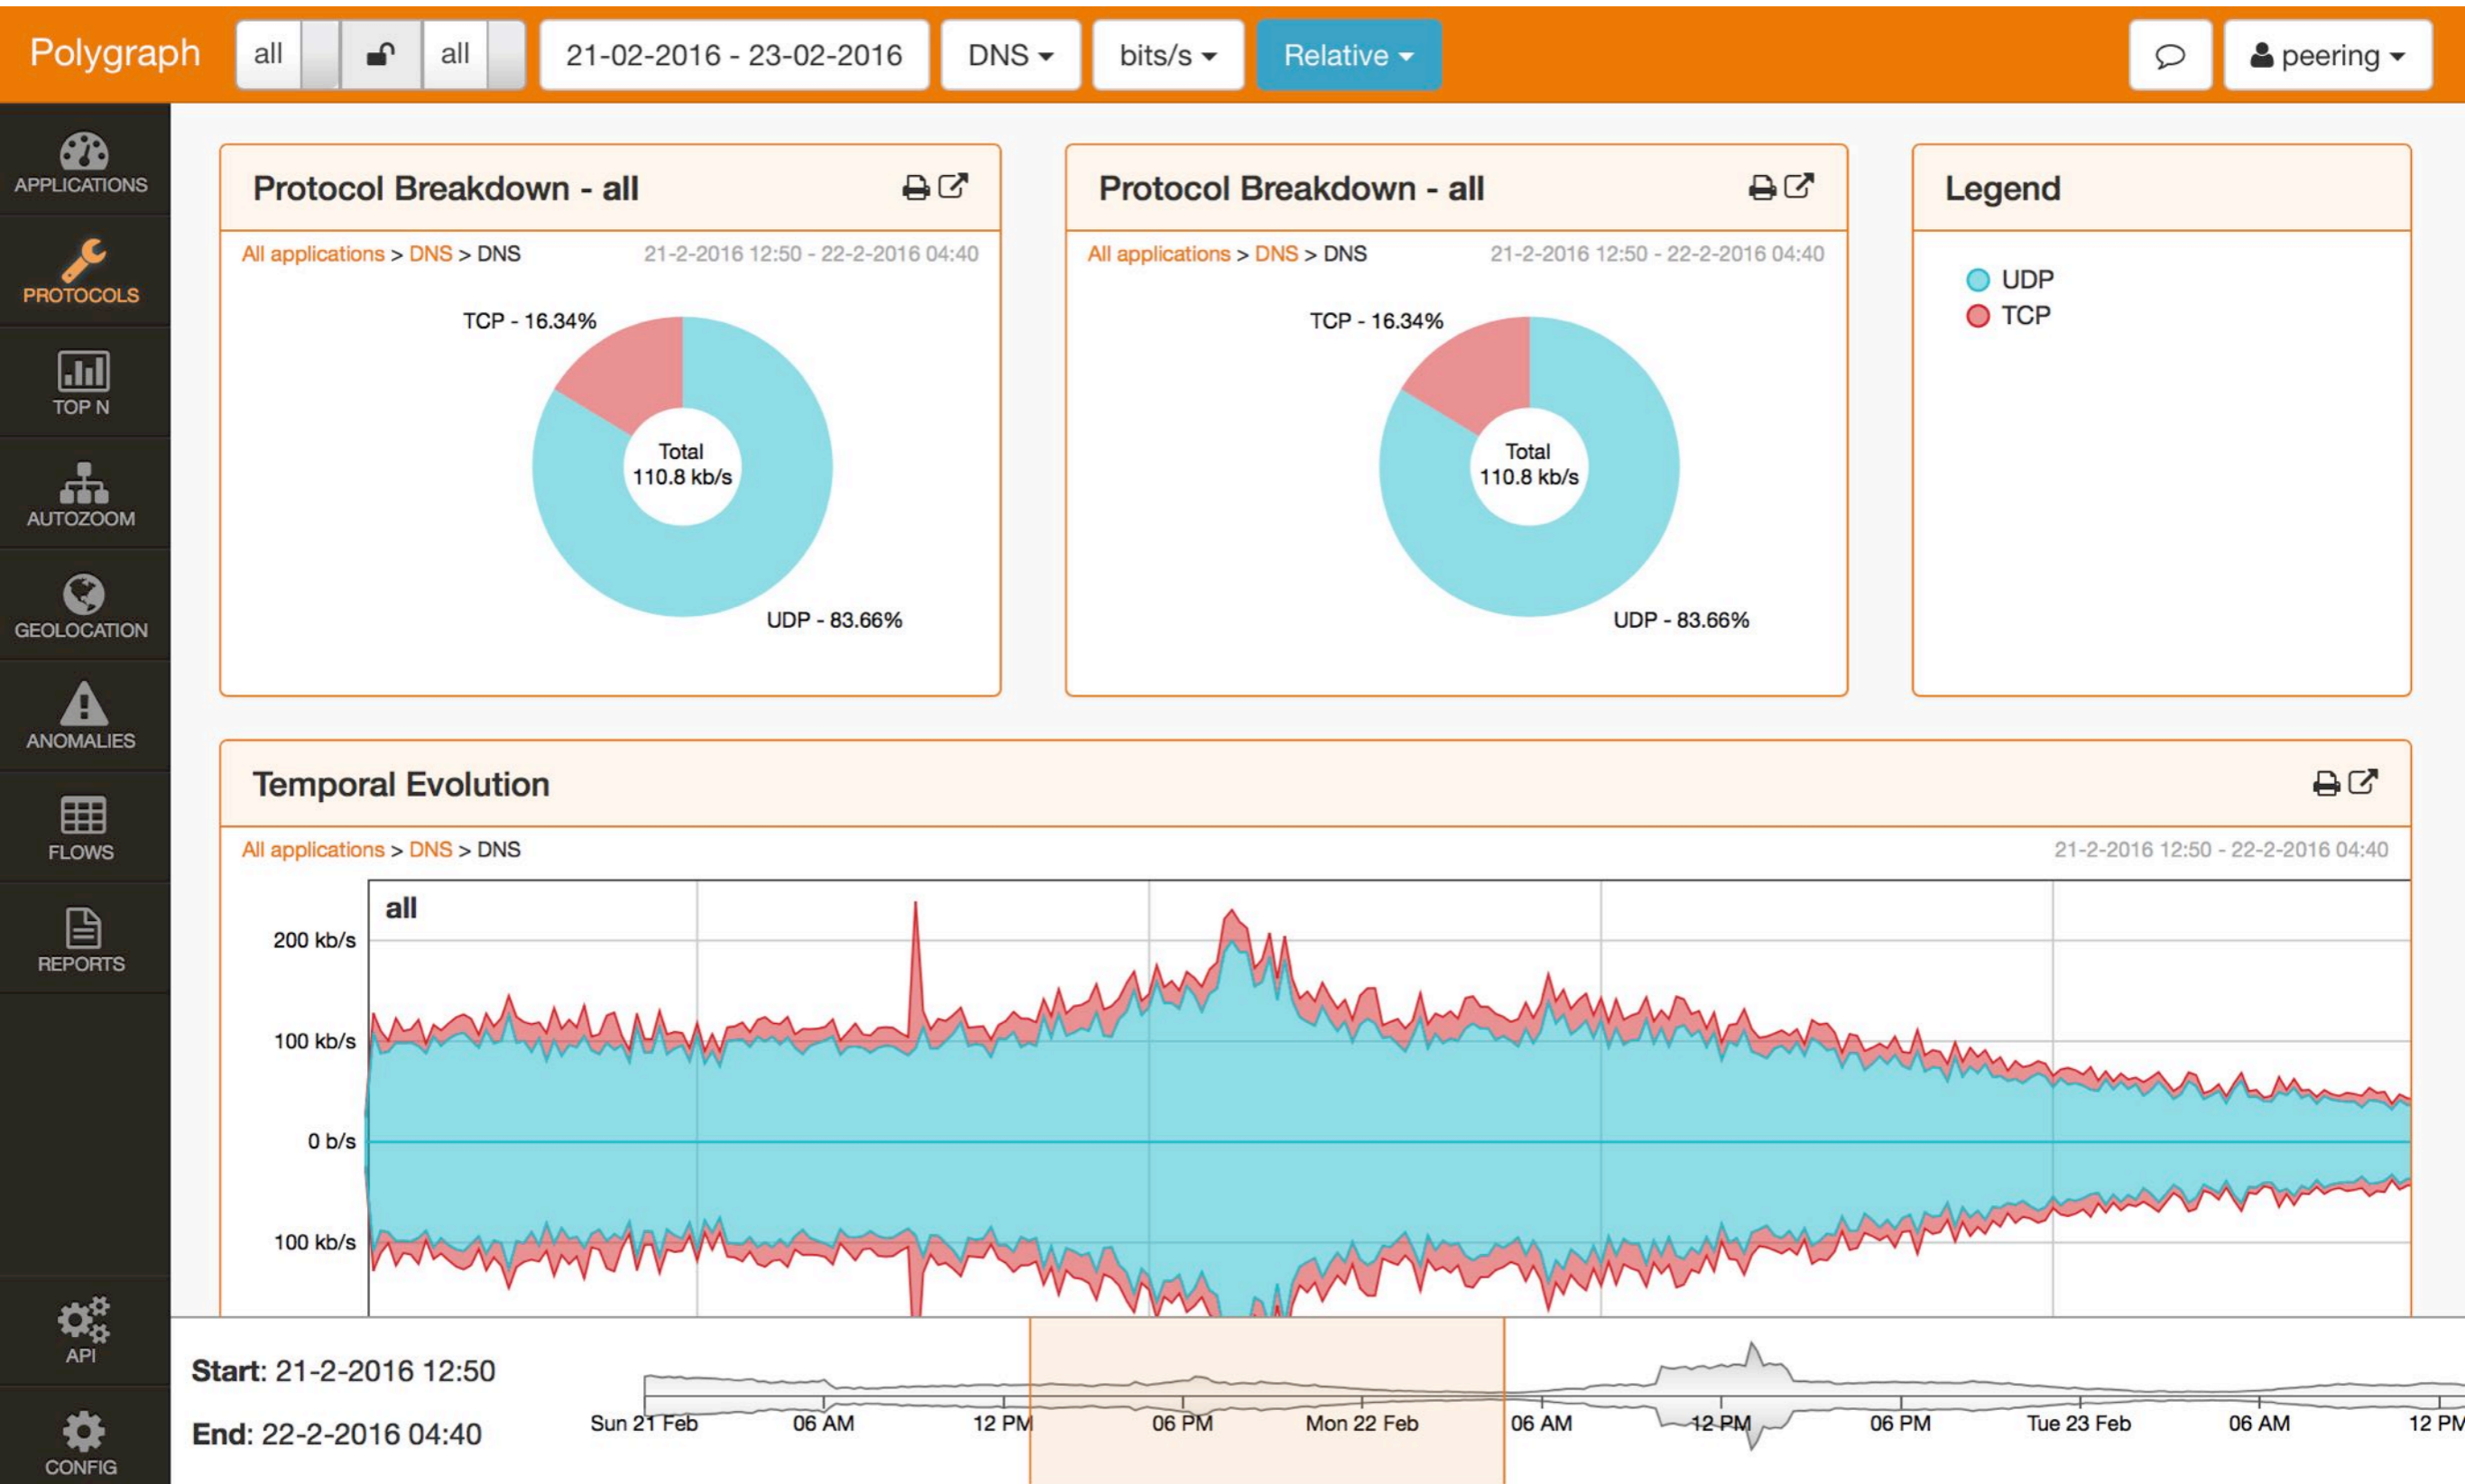 Polygraph
all
all
21-02-2016 - 23-02-2016
DNS
bits/s
Relative
peering
APPLICATIONS
PROTOCOLS
TOP N
AUTOZOOM
GEOLOCATION
ANOMALIES
FLOWS
REPORTS
API
CONFIG
Protocol Breakdown - all
All applications > DNS > DNS
21-2-2016 12:50 - 22-2-2016 04:40
TCP - 16.34%
Total
110.8 kb/s
UDP - 83.66%
Protocol Breakdown - all
All applications > DNS > DNS
21-2-2016 12:50 - 22-2-2016 04:40
TCP - 16.34%
Total
110.8 kb/s
UDP - 83.66%
Legend
UDP
TCP
Temporal Evolution
All applications > DNS > DNS
21-2-2016 12:50 - 22-2-2016 04:40
all
200 kb/s
100 kb/s
0 b/s
100 kb/s
Start: 21-2-2016 12:50
End: 22-2-2016 04:40
Sun 21 Feb
06 AM
12 PM
06 PM
Mon 22 Feb
06 AM
12 PM
06 PM
Tue 23 Feb
06 AM
12 PM